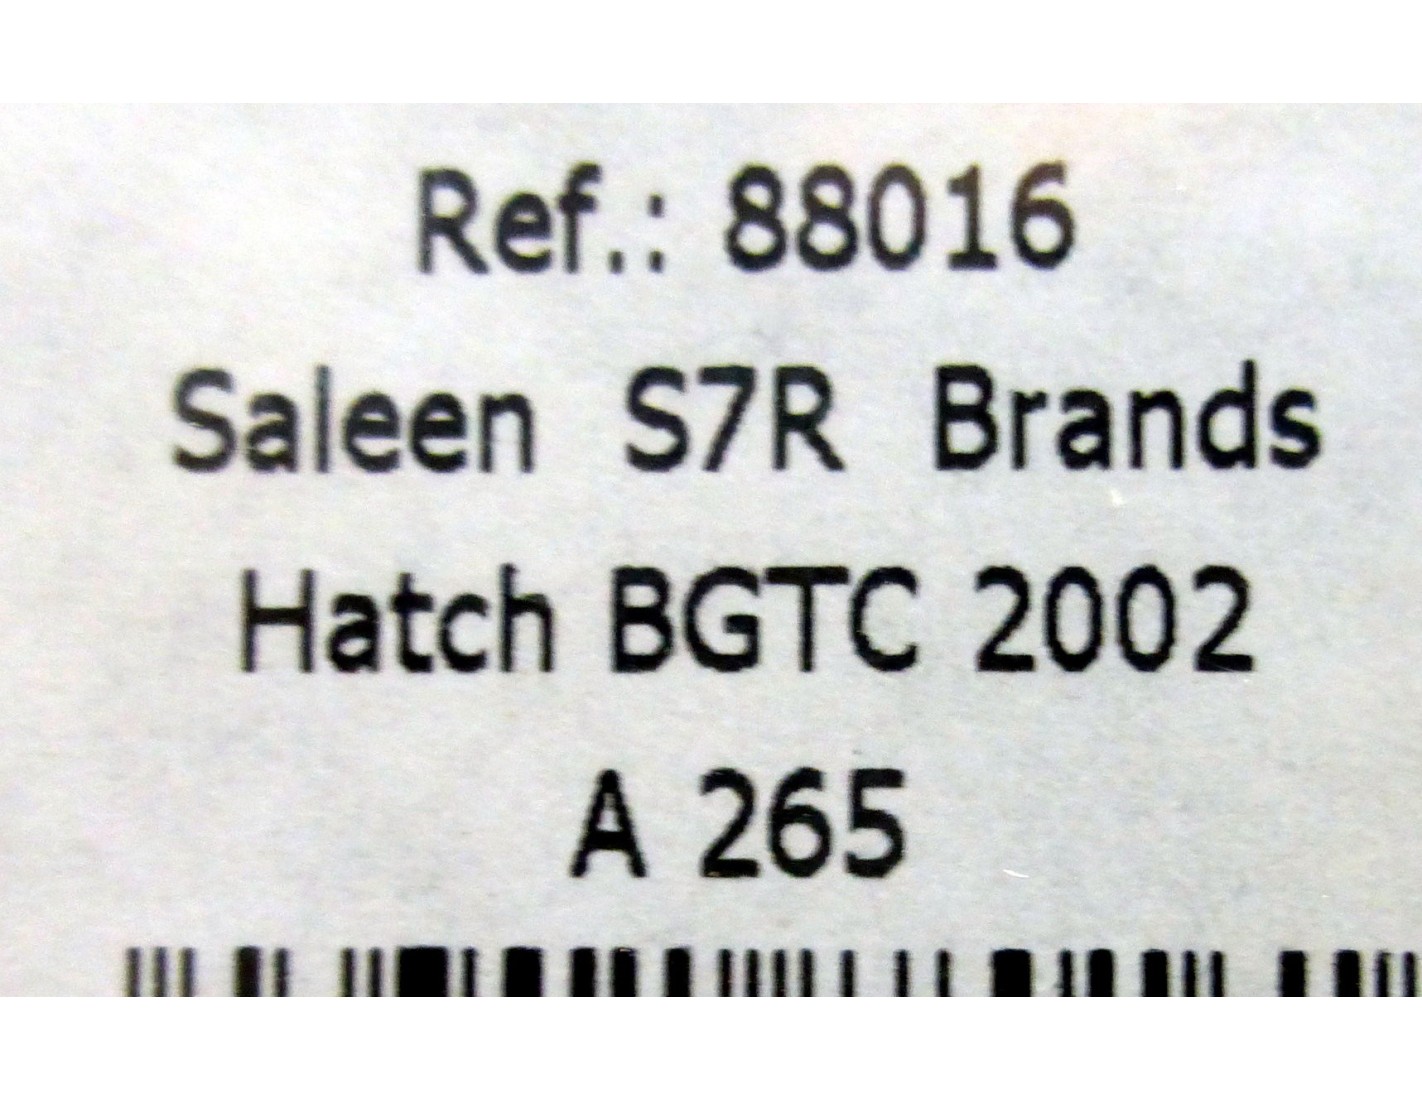 Ref.: 88016
Saleen S7R Brands
Hatch BGTC 2002
A 265